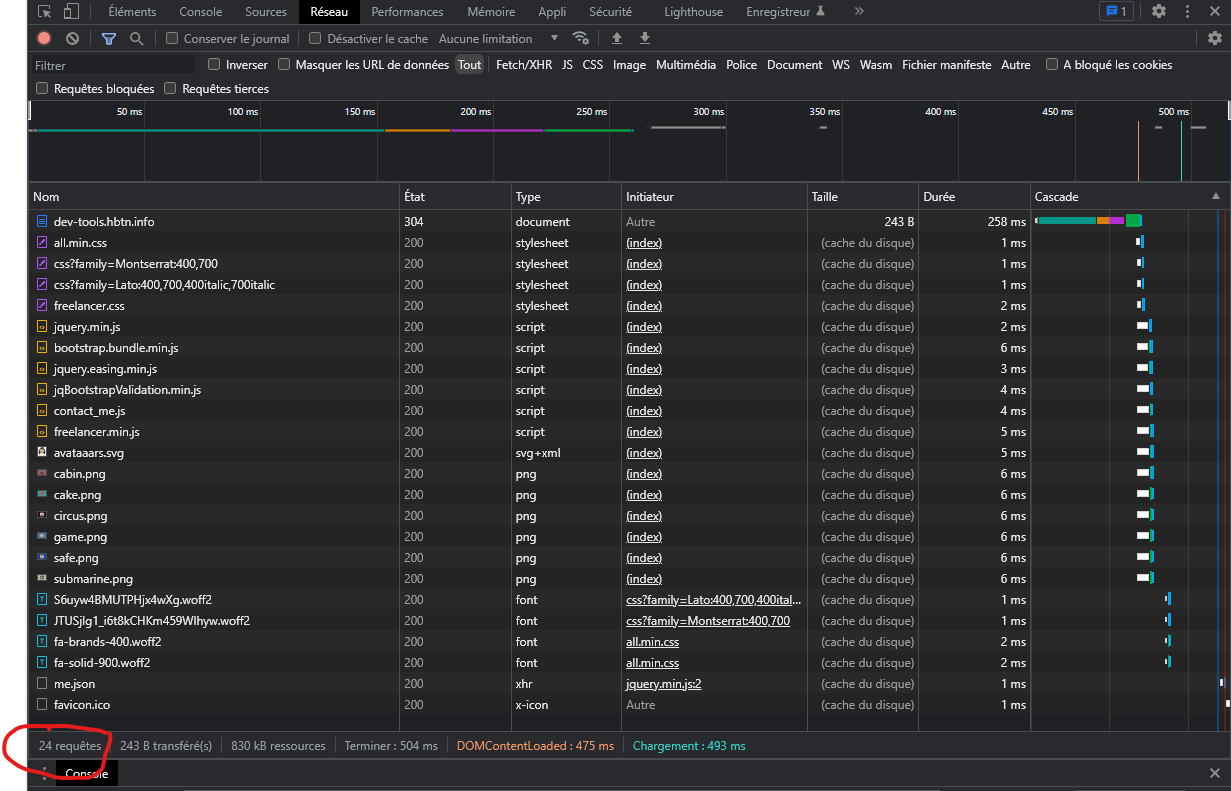 Éléments Console Sources Réseau Performances Mémoire Appli Sécurité Lighthouse Enregistreur » 1
Conserver le journal Désactiver le cache Aucune limitation
Filtrer Inverser Masquer les URL de données Tout Fetch/XHR JS CSS Image Multimédia Police Document WS Wasm Fichier manifeste Autre A bloqué les cookies
Requêtes bloquées Requêtes tierces
50 ms 100 ms 150 ms 200 ms 250 ms 300 ms 350 ms 400 ms 450 ms 500 ms
Nom État Type Initiateur Taille Durée Cascade
dev-tools.hbtn.info 304 document Autre 243 B 258 ms
all.min.css 200 stylesheet (index) (cache du disque) 1 ms
css?family=Montserrat:400,700 200 stylesheet (index) (cache du disque) 1 ms
css?family=Lato:400,700,400italic,700italic 200 stylesheet (index) (cache du disque) 1 ms
freelancer.css 200 stylesheet (index) (cache du disque) 2 ms
jquery.min.js 200 script (index) (cache du disque) 2 ms
bootstrap.bundle.min.js 200 script (index) (cache du disque) 6 ms
jquery.easing.min.js 200 script (index) (cache du disque) 3 ms
jqBootstrapValidation.min.js 200 script (index) (cache du disque) 4 ms
contact_me.js 200 script (index) (cache du disque) 4 ms
freelancer.min.js 200 script (index) (cache du disque) 5 ms
avataaars.svg 200 svg+xml (index) (cache du disque) 5 ms
cabin.png 200 png (index) (cache du disque) 6 ms
cake.png 200 png (index) (cache du disque) 6 ms
circus.png 200 png (index) (cache du disque) 6 ms
game.png 200 png (index) (cache du disque) 6 ms
safe.png 200 png (index) (cache du disque) 6 ms
submarine.png 200 png (index) (cache du disque) 6 ms
S6uyw4BMUTPHjx4wXg.woff2 200 font css?family=Lato:400,700,400ital... (cache du disque) 1 ms
JTUSjIg1_i6t8kCHKm459Wlhyw.woff2 200 font css?family=Montserrat:400,700 (cache du disque) 1 ms
fa-brands-400.woff2 200 font all.min.css (cache du disque) 2 ms
fa-solid-900.woff2 200 font all.min.css (cache du disque) 2 ms
me.json 200 xhr jquery.min.js:2 (cache du disque) 1 ms
favicon.ico 200 x-icon Autre (cache du disque) 1 ms
24 requêtes 243 B transféré(s) 830 kB ressources Terminer : 504 ms DOMContentLoaded : 475 ms Chargement : 493 ms
Console